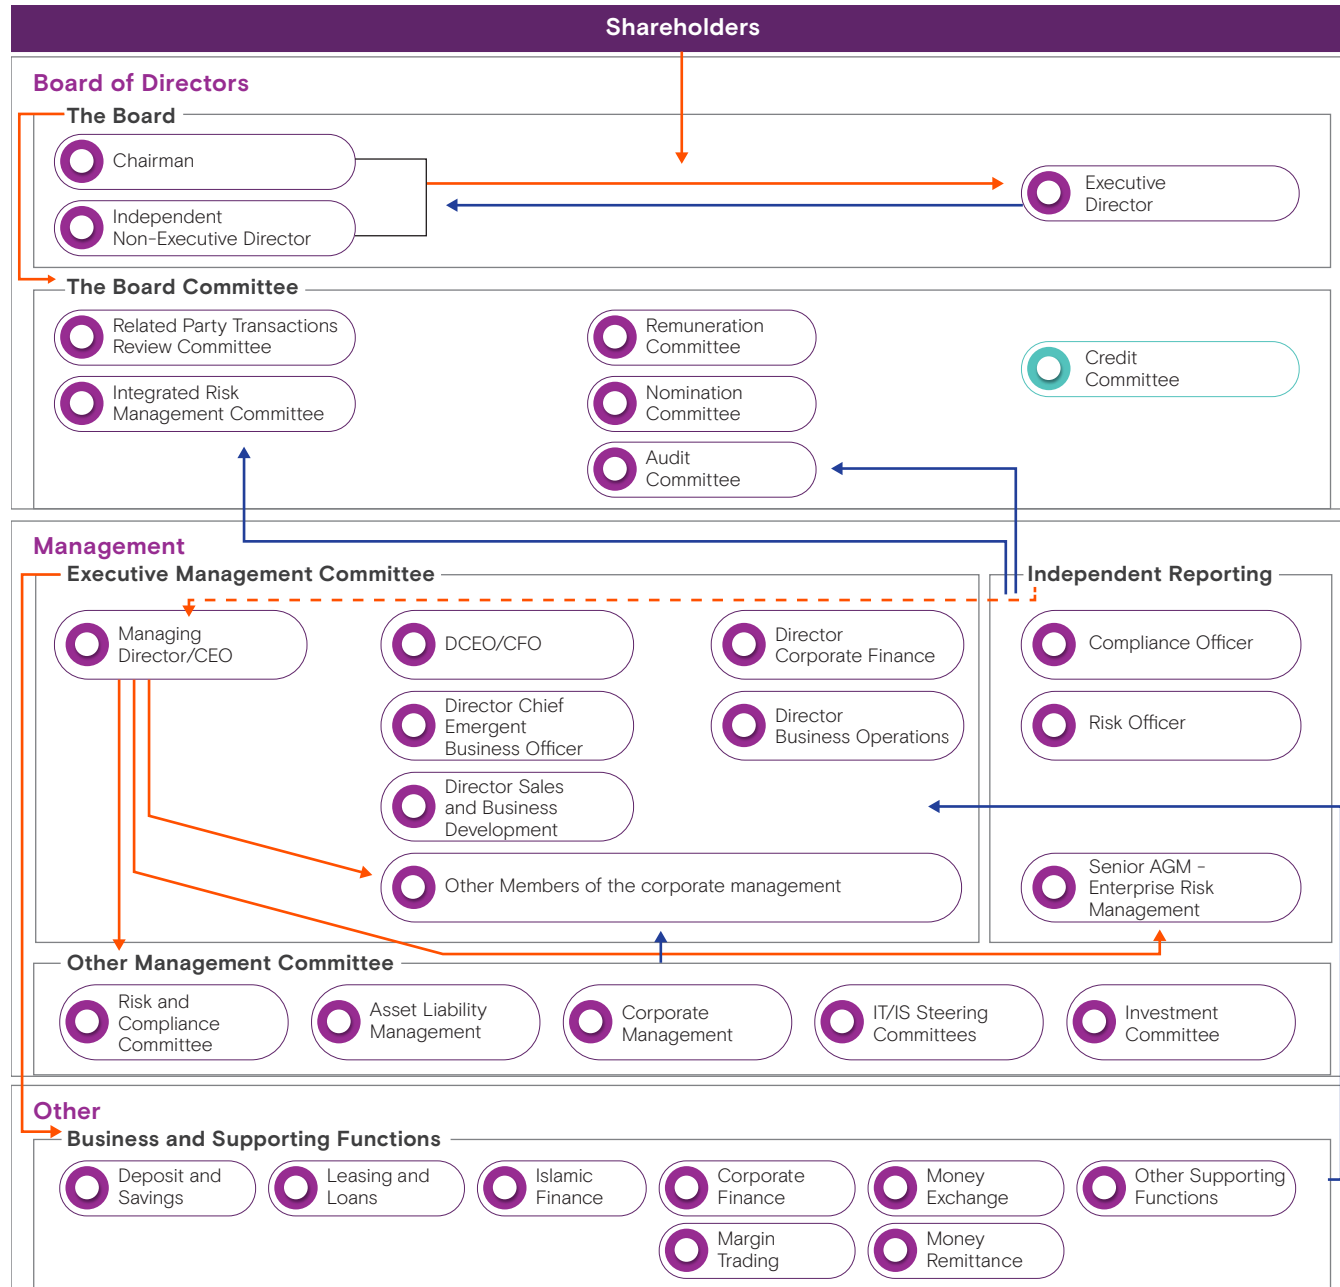 Shareholders
Board of Directors
The Board
Chairman
Independent
Non-Executive Director
Executive
Director
The Board Committee
Related Party Transactions
Review Committee
Integrated Risk
Management Committee
Remuneration
Committee
Nomination
Committee
Audit
Committee
Credit
Committee
Management
Executive Management Committee
Managing
Director/CEO
DCEO/CFO
Director
Corporate Finance
Director Chief
Emergent
Business Officer
Director
Business Operations
Director Sales
and Business
Development
Other Members of the corporate management
Independent Reporting
Compliance Officer
Risk Officer
Senior AGM -
Enterprise Risk
Management
Other Management Committee
Risk and
Compliance
Committee
Asset Liability
Management
Corporate
Management
IT/IS Steering
Committees
Investment
Committee
Other
Business and Supporting Functions
Deposit and
Savings
Leasing and
Loans
Islamic
Finance
Corporate
Finance
Money
Exchange
Other Supporting
Functions
Margin
Trading
Money
Remittance